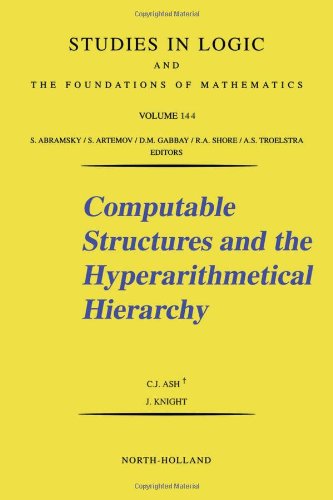 STUDIES IN LOGIC
AND
THE FOUNDATIONS OF MATHEMATICS
VOLUME 144
S. ABRAMSKY / S. ARTEMOV / D.M. GABBAY / R.A. SHORE / A.S. TROELSTRA
EDITORS
Computable
Structures and the
Hyperarithmetical
Hierarchy
C.J. ASH †
J. KNIGHT
NORTH-HOLLAND